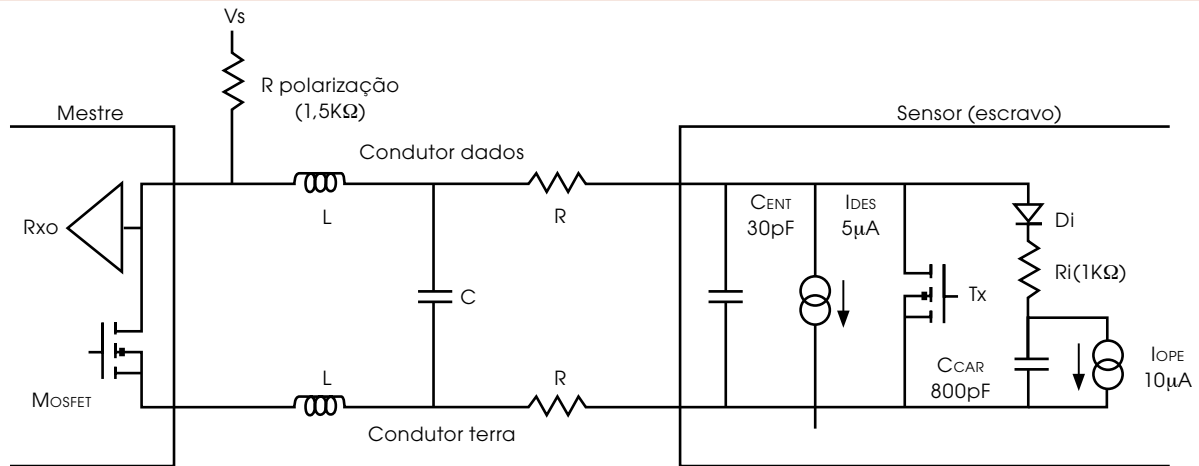 Vs
R polarização
(1,5KΩ)
Mestre
Sensor (escravo)
Condutor dados
Rxo
L
R
CENT
30pF
IDES
5µA
Di
Ri(1KΩ)
Tx
C
MOSFET
L
R
CCAR
800pF
IOPE
10µA
Condutor terra